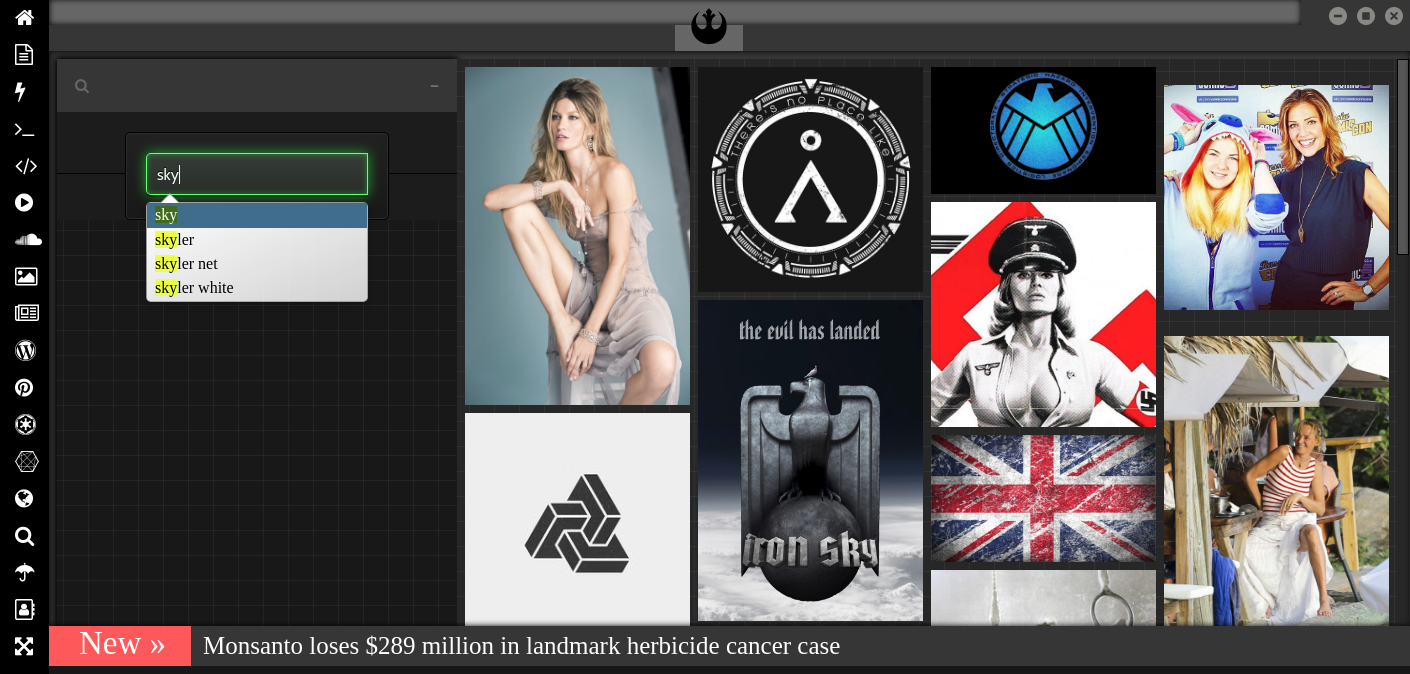 sky
sky
skyler
skyler net
skyler white
THERE'S NO PLACE LIKE
the evil has landed
iron sky
New »
Monsanto loses $289 million in landmark herbicide cancer case